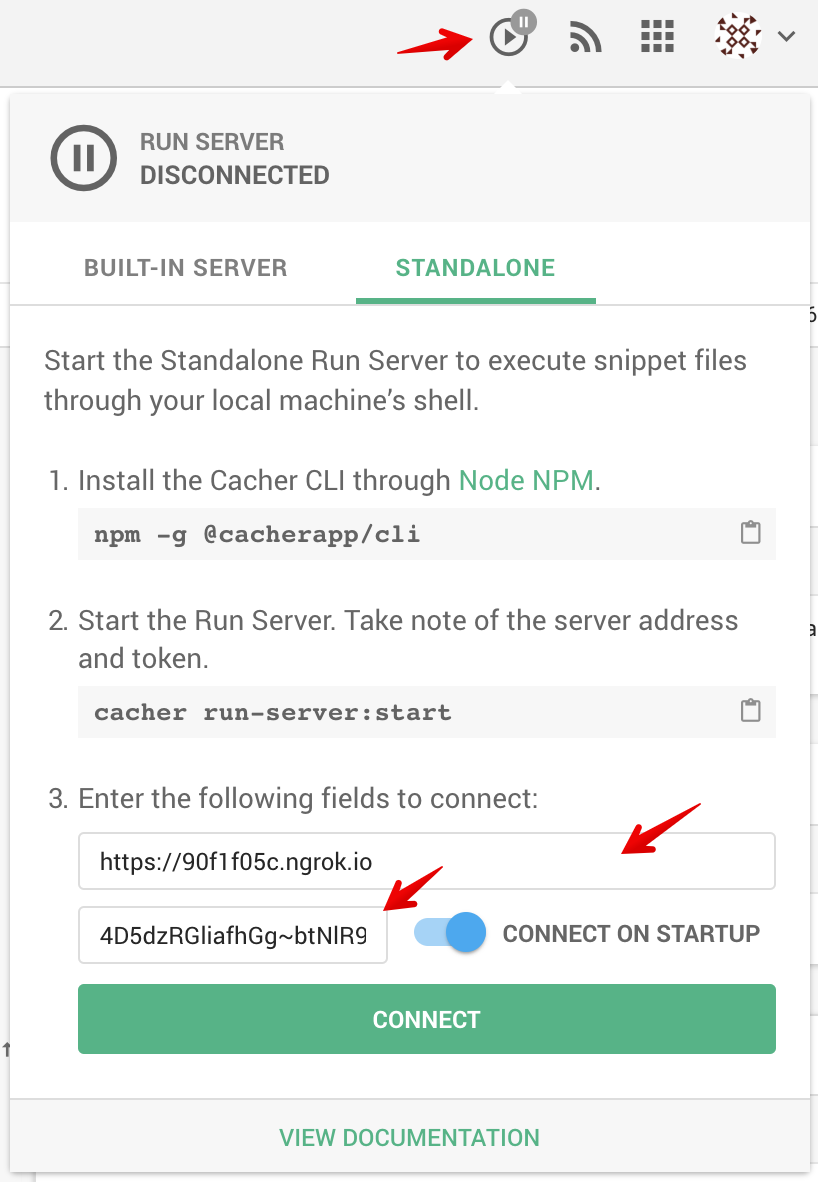 RUN SERVER
DISCONNECTED
BUILT-IN SERVER
STANDALONE
Start the Standalone Run Server to execute snippet files
through your local machine’s shell.
1. Install the Cacher CLI through Node NPM.
npm -g @cacherapp/cli
2. Start the Run Server. Take note of the server address
and token.
cacher run-server:start
3. Enter the following fields to connect:
https://90f1f05c.ngrok.io
4D5dzRGliafhGg~btNlR9
CONNECT ON STARTUP
CONNECT
VIEW DOCUMENTATION